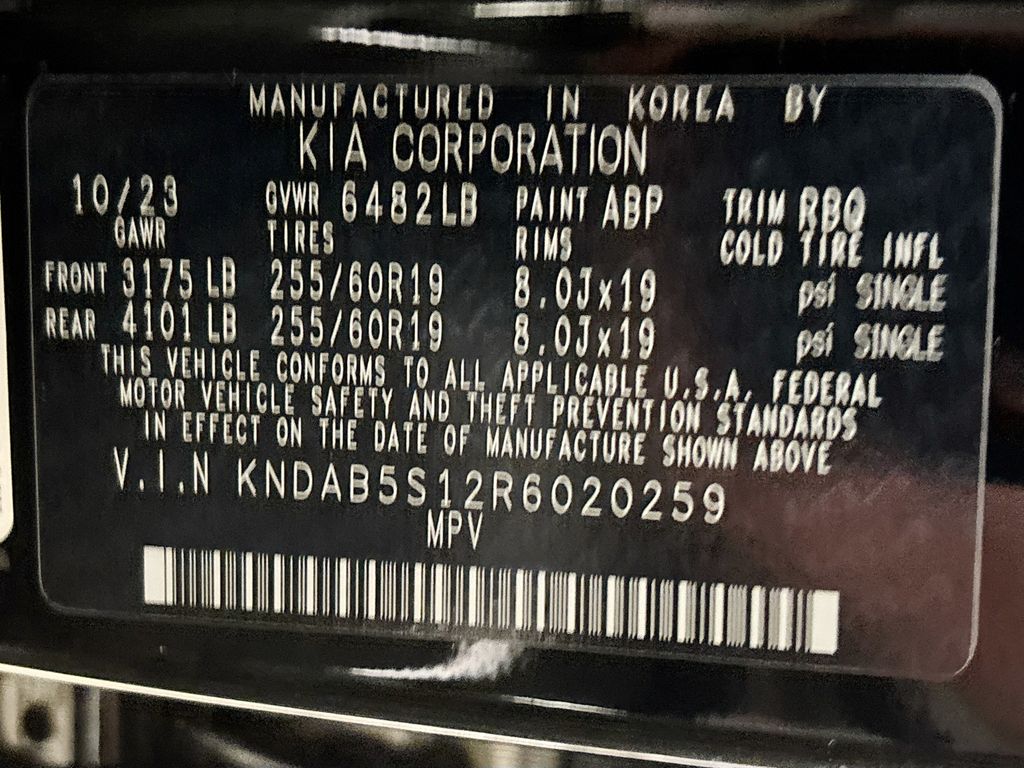 MANUFACTURED IN KOREA BY
KIA CORPORATION
10/23 GVWR 6482LB PAINT ABP TRIM RBQ
GAWR TIRES RIMS COLD TIRE INFL
FRONT 3175 LB 255/60R19 8.0Jx19 psi SINGLE
REAR 4101 LB 255/60R19 8.0Jx19 psi SINGLE
THIS VEHICLE CONFORMS TO ALL APPLICABLE U.S.A. FEDERAL
MOTOR VEHICLE SAFETY AND THEFT PREVENTION STANDARDS
IN EFFECT ON THE DATE OF MANUFACTURE SHOWN ABOVE
V.I.N KNDAB5S12R6020259
MPV